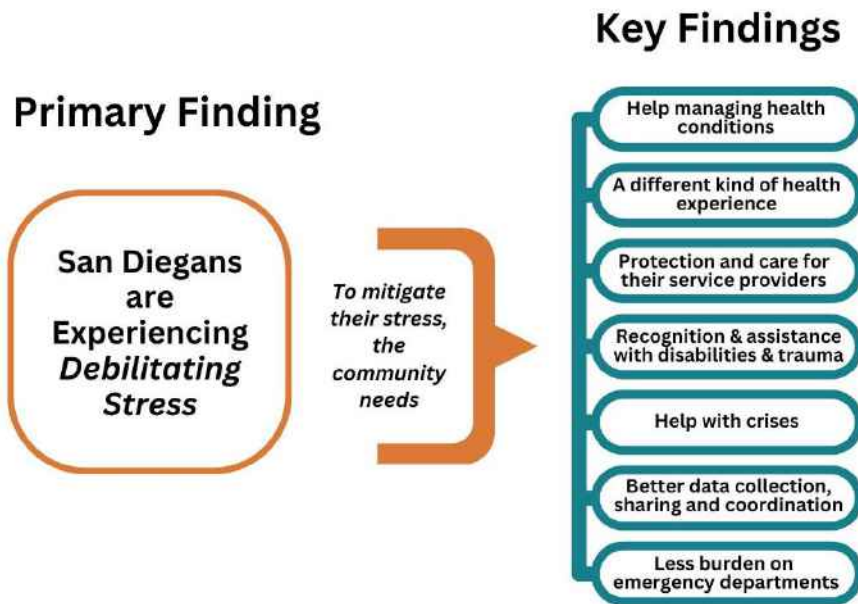 Primary Finding
San Diegans
are
Experiencing
Debilitating
Stress
To mitigate
their stress,
the
community
needs
Key Findings
Help managing health
conditions
A different kind of health
experience
Protection and care for
their service providers
Recognition & assistance
with disabilities & trauma
Help with crises
Better data collection,
sharing and coordination
Less burden on
emergency departments